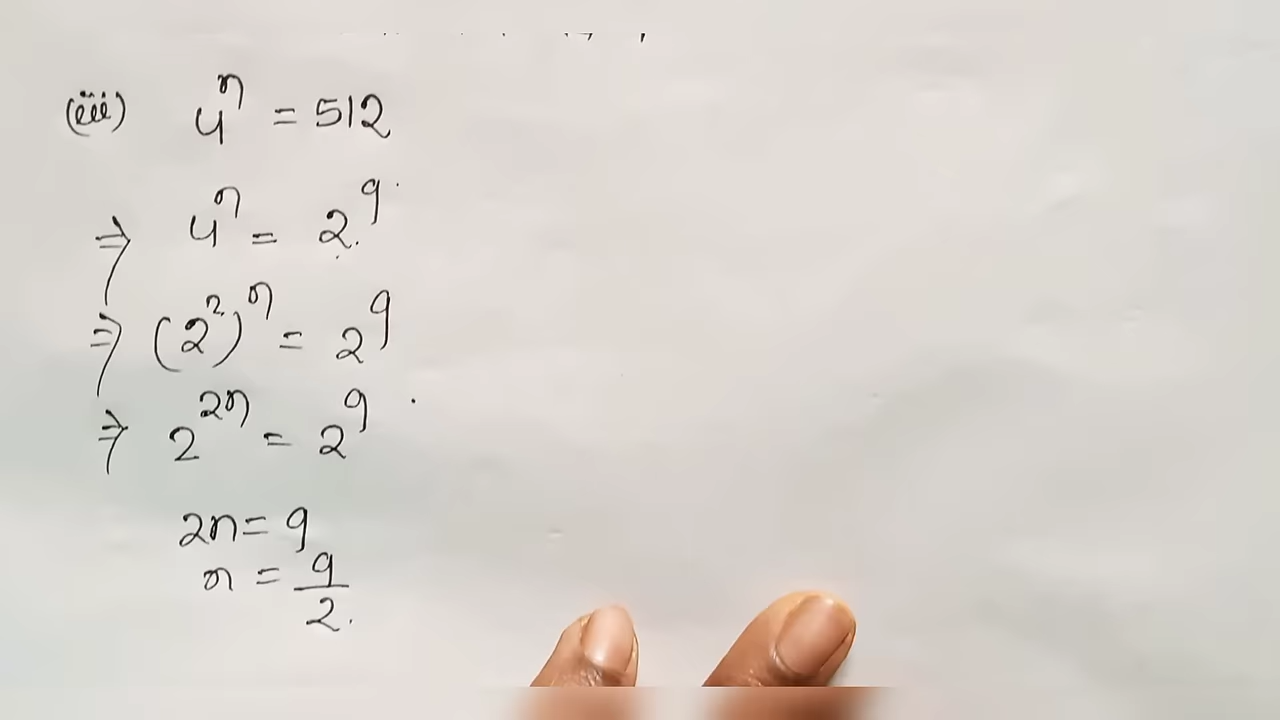 (iii) 4^n = 512
⇒ 4^n = 2^9
⇒ (2^2)^n = 2^9
⇒ 2^2n = 2^9
2n = 9
n = 9/2.